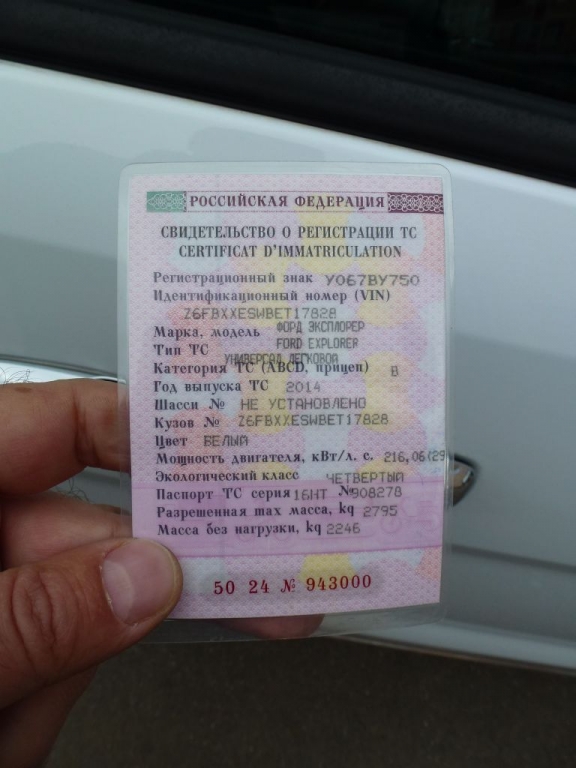 РОССИЙСКАЯ ФЕДЕРАЦИЯ
СВИДЕТЕЛЬСТВО О РЕГИСТРАЦИИ ТС
CERTIFICAT D'IMMATRICULATION
Регистрационный знак У067ВУ750
Идентификационный номер (VIN)
Z6FBXXESWBET17828
Марка, модель ФОРД ЭКСПЛОРЕР
FORD EXPLORER
Тип ТС УНИВЕРСАЛ ЛЕГКОВОЙ
Категория ТС (ABCD, прицеп) B
Год выпуска ТС 2014
Шасси № НЕ УСТАНОВЛЕНО
Кузов № Z6FBXXESWBET17828
Цвет БЕЛЫЙ
Мощность двигателя, кВт/л. с. 216,06(29
Экологический класс ЧЕТВЕРТЫЙ
Паспорт ТС серия 16НТ № 908278
Разрешенная max масса, kg 2795
Масса без нагрузки, kg 2246
50 24 № 943000